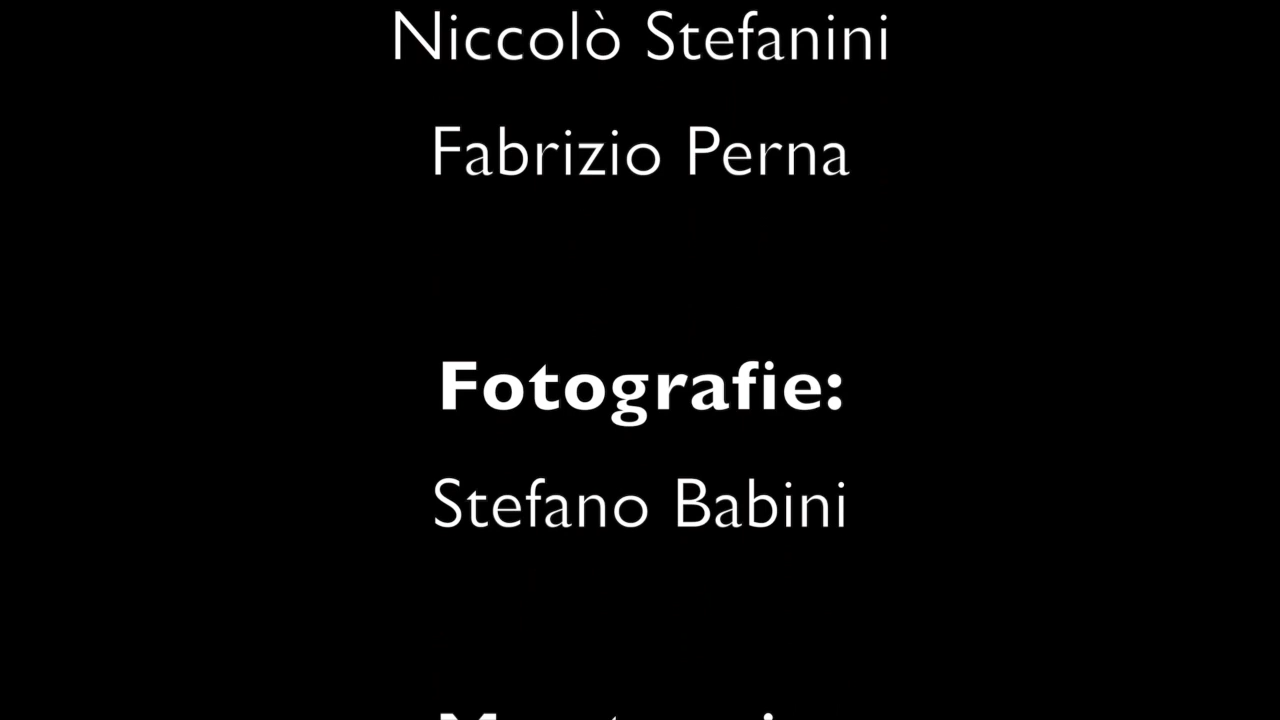 Niccolò Stefanini
Fabrizio Perna
Fotografie:
Stefano Babini